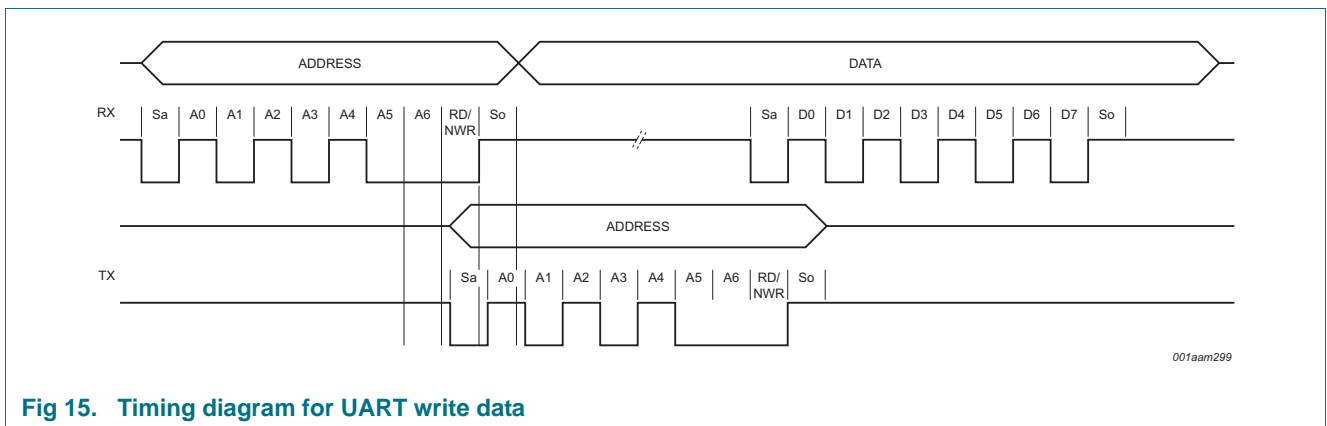 ADDRESS DATA
RX Sa A0 A1 A2 A3 A4 A5 A6 RD/NWR So Sa D0 D1 D2 D3 D4 D5 D6 D7 So
ADDRESS
TX Sa A0 A1 A2 A3 A4 A5 A6 RD/NWR So
001aam299
Fig 15. Timing diagram for UART write data